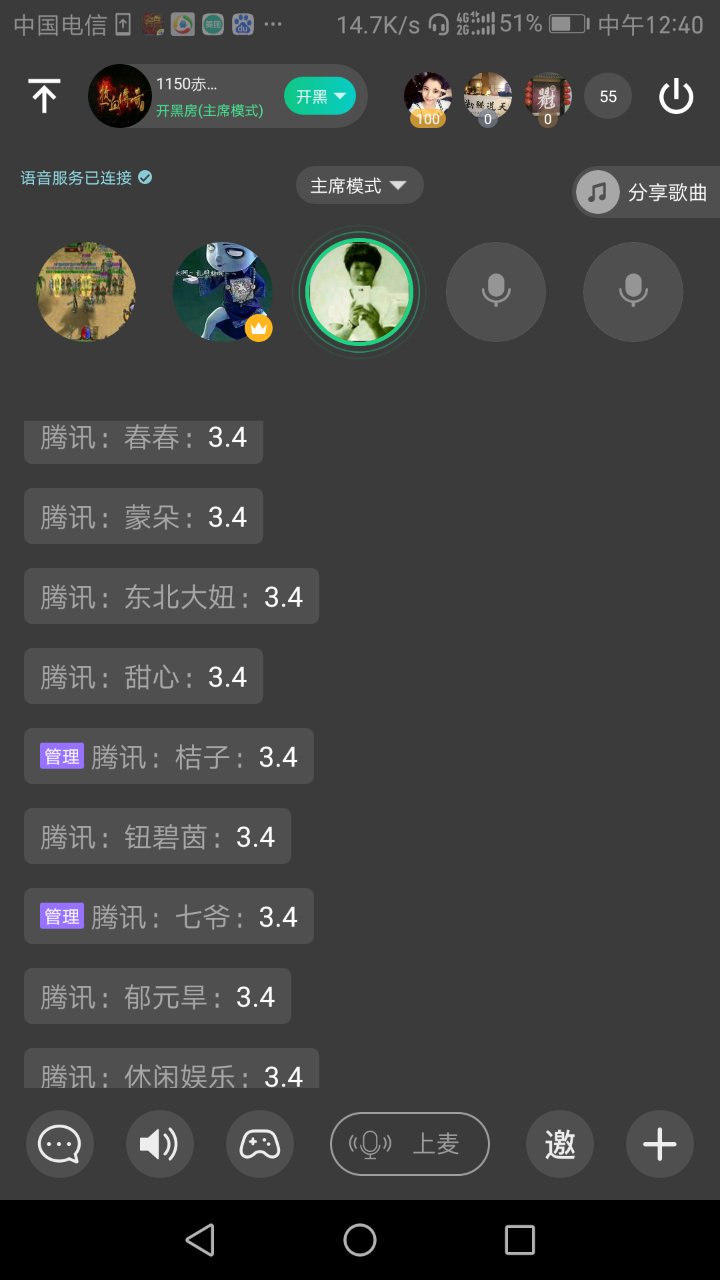 中国电信
14.7K/s
4G
2G
51%
中午12:40
1150赤...
开黑房(主席模式)
开黑
100
0
0
55
语音服务已连接
主席模式
分享歌曲
腾讯：春春：3.4
腾讯：蒙朵：3.4
腾讯：东北大妞：3.4
腾讯：甜心：3.4
管理 腾讯：桔子：3.4
腾讯：钮碧茵：3.4
管理 腾讯：七爷：3.4
腾讯：郁元旱：3.4
腾讯：休闲娱乐：3.4
上麦
邀